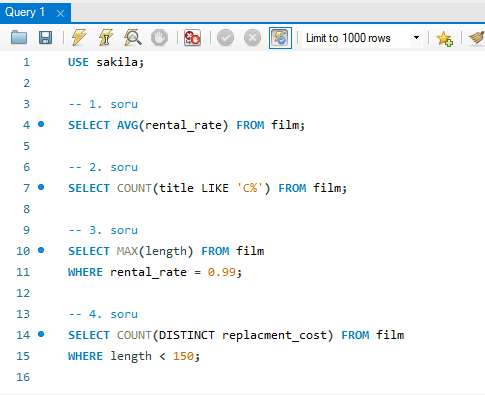 Query 1
Limit to 1000 rows
1 USE sakila;
2
3 -- 1. soru
4 SELECT AVG(rental_rate) FROM film;
5
6 -- 2. soru
7 SELECT COUNT(title LIKE 'C%') FROM film;
8
9 -- 3. soru
10 SELECT MAX(length) FROM film
11 WHERE rental_rate = 0.99;
12
13 -- 4. soru
14 SELECT COUNT(DISTINCT replacment_cost) FROM film
15 WHERE length < 150;
16